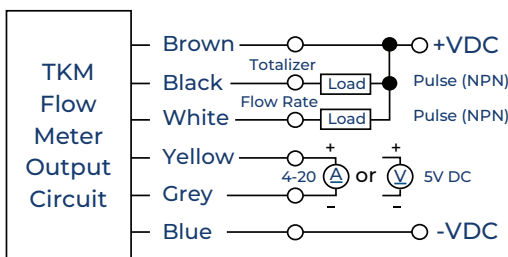 TKM
Flow
Meter
Output
Circuit
Brown
+VDC
Totalizer
Black
Load
Pulse (NPN)
Flow Rate
White
Load
Pulse (NPN)
Yellow
+
+
4-20
A
or
V
5V DC
Grey
–
–
Blue
-VDC